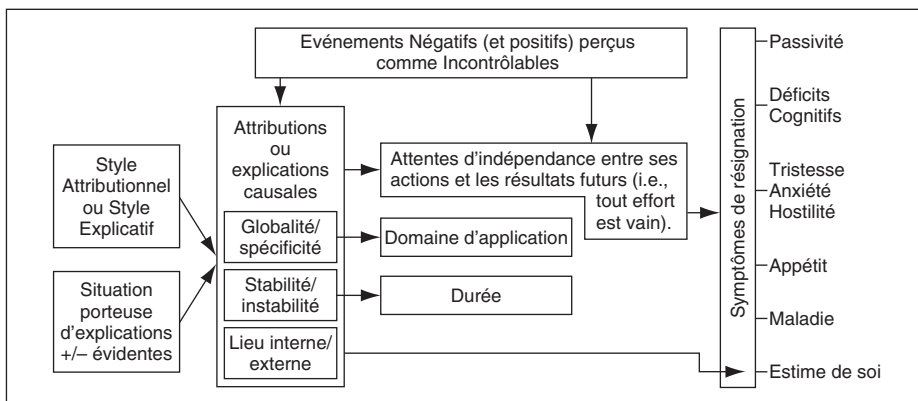 Evénements Négatifs (et positifs) perçus
comme Incontrôlables
Style
Attributionnel
ou Style
Explicatif
Situation
porteuse
d'explications
+/– évidentes
Attributions
ou
explications
causales
Globalité/
spécificité
Stabilité/
instabilité
Lieu interne/
externe
Attentes d'indépendance entre ses
actions et les résultats futurs (i.e.,
tout effort
est vain).
Domaine d'application
Durée
Symptômes de résignation
Passivité
Déficits
Cognitifs
Tristesse
Anxiété
Hostilité
Appétit
Maladie
Estime de soi